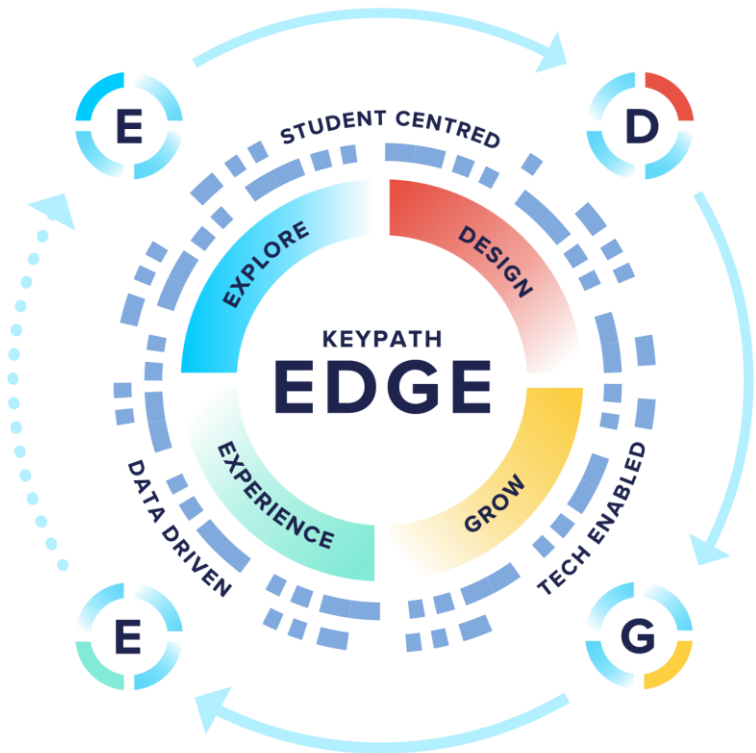 E
D
STUDENT CENTRED
EXPLORE
DESIGN
KEYPATH
EDGE
EXPERIENCE
GROW
DATA DRIVEN
TECH ENABLED
E
G